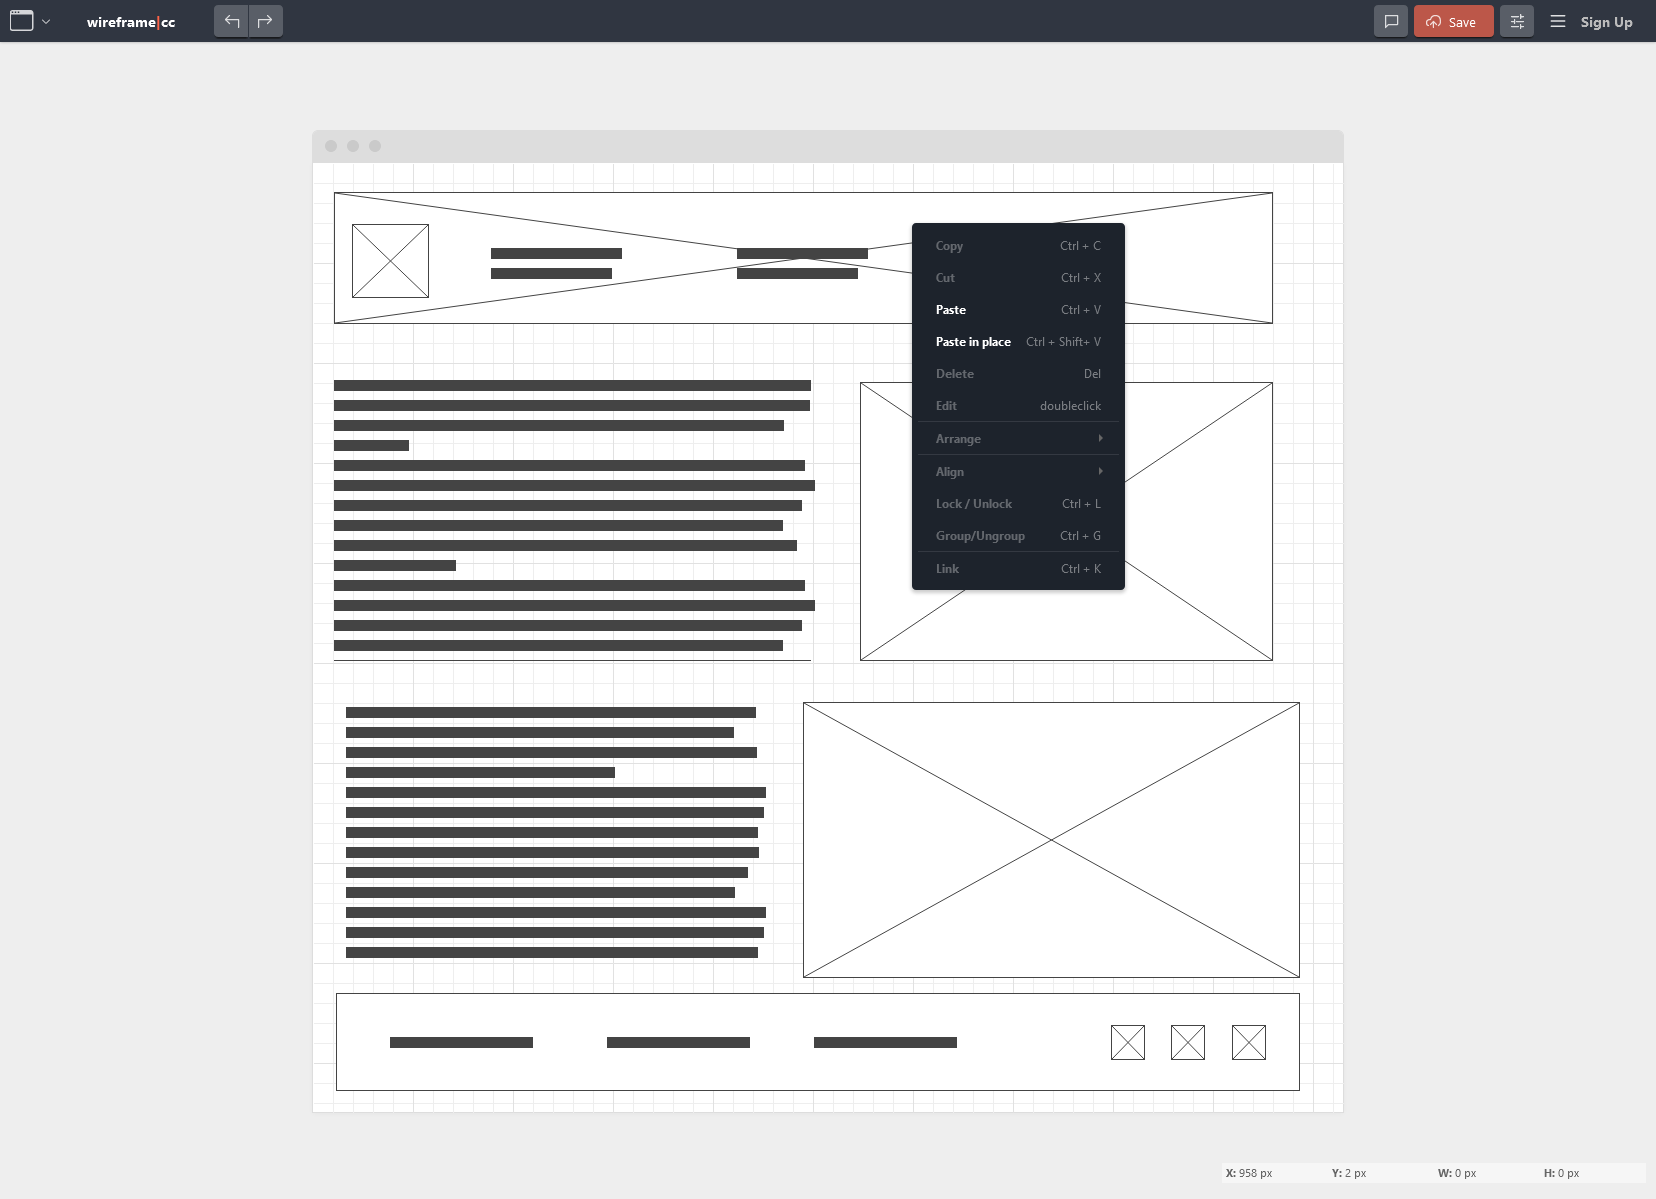 wireframe|cc
Save
Sign Up
Copy Ctrl + C
Cut Ctrl + X
Paste Ctrl + V
Paste in place Ctrl + Shift+ V
Delete Del
Edit doubleclick
Arrange
Align
Lock / Unlock Ctrl + L
Group/Ungroup Ctrl + G
Link Ctrl + K
X: 958 px Y: 2 px W: 0 px H: 0 px